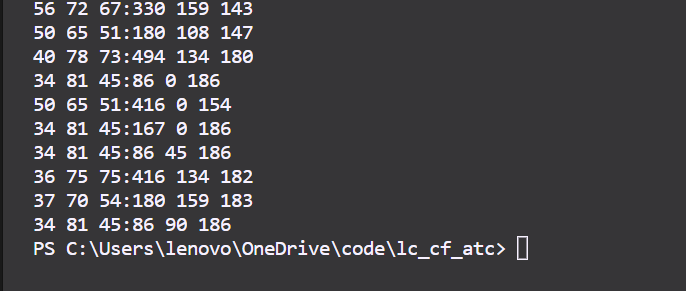 56 72 67:330 159 143
50 65 51:180 108 147
40 78 73:494 134 180
34 81 45:86 0 186
50 65 51:416 0 154
34 81 45:167 0 186
34 81 45:86 45 186
36 75 75:416 134 182
37 70 54:180 159 183
34 81 45:86 90 186
PS C:\Users\lenovo\OneDrive\code\lc_cf_atc>